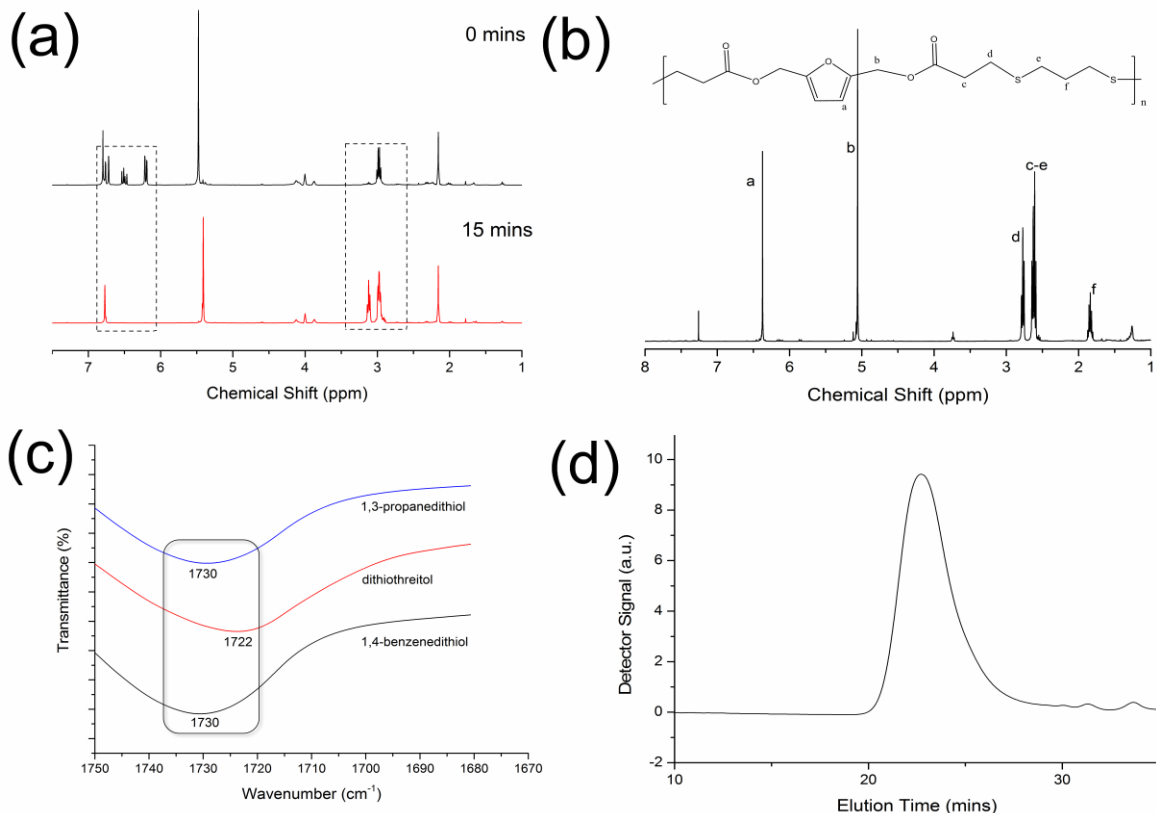 (a)
0 mins
15 mins
7
6
5
4
3
2
1
Chemical Shift (ppm)
(b)
O
O
O
O
O
S
S
n
a
b
c
d
e
f
a
b
c-e
d
f
8
7
6
5
4
3
2
1
Chemical Shift (ppm)
(c)
Transmittance (%)
1,3-propanedithiol
1730
dithiothreitol
1722
1,4-benzenedithiol
1730
1750
1740
1730
1720
1710
1700
1690
1680
1670
Wavenumber (cm⁻¹)
(d)
Detector Signal (a.u.)
10
8
6
4
2
0
-2
10
20
30
Elution Time (mins)